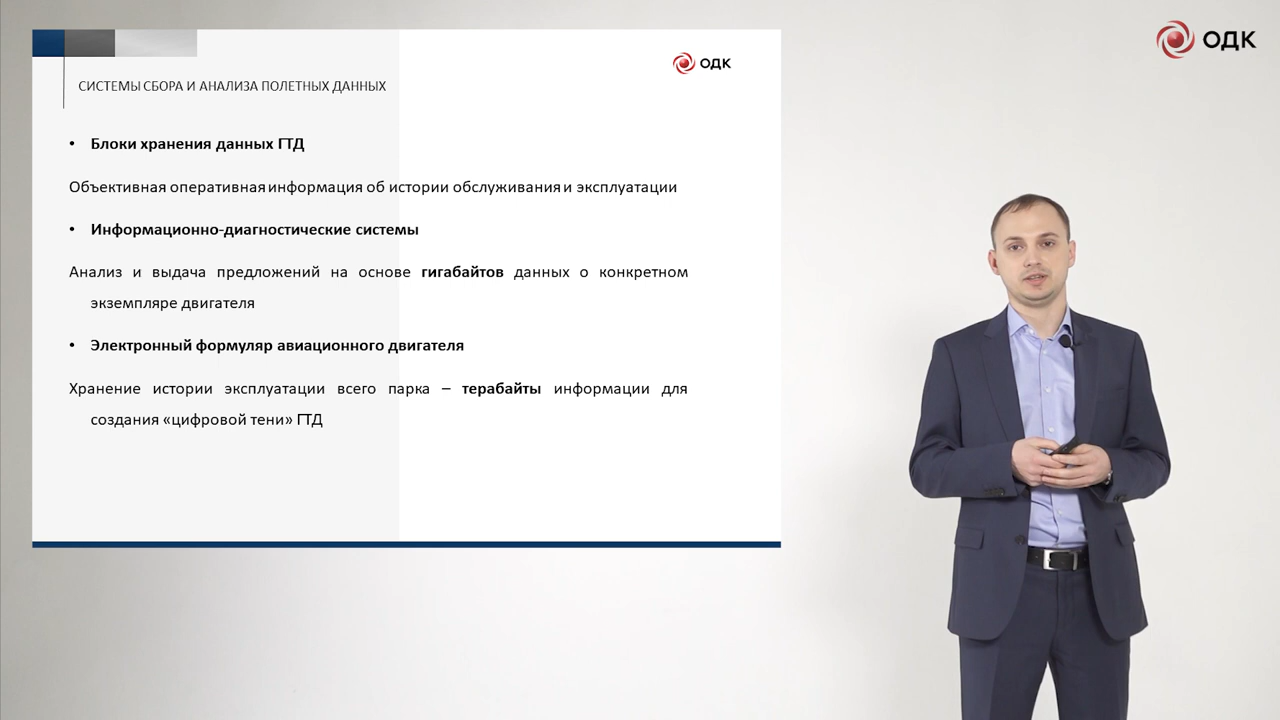 ОДК
ОДК
СИСТЕМЫ СБОРА И АНАЛИЗА ПОЛЕТНЫХ ДАННЫХ
• Блоки хранения данных ГТД
Объективная оперативная информация об истории обслуживания и эксплуатации
• Информационно-диагностические системы
Анализ и выдача предложений на основе гигабайтов данных о конкретном
экземпляре двигателя
• Электронный формуляр авиационного двигателя
Хранение истории эксплуатации всего парка – терабайты информации для
создания «цифровой тени» ГТД